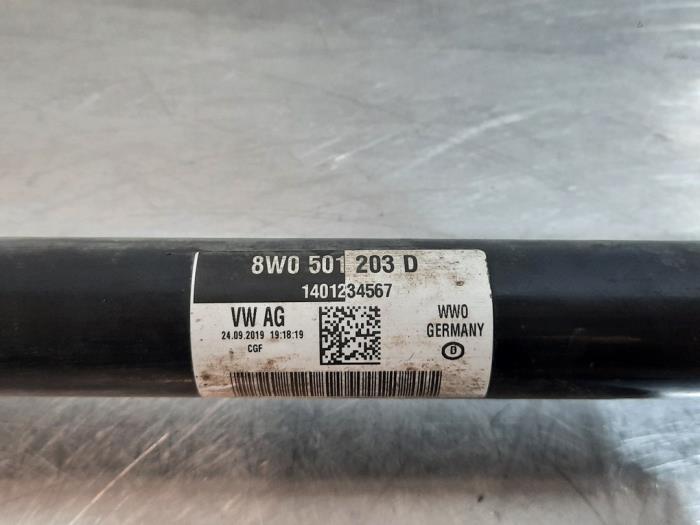 8W0 501 203 D
1401234567
VW AG
24.09.2019 19:18:19
CGF
WWO
GERMANY
D